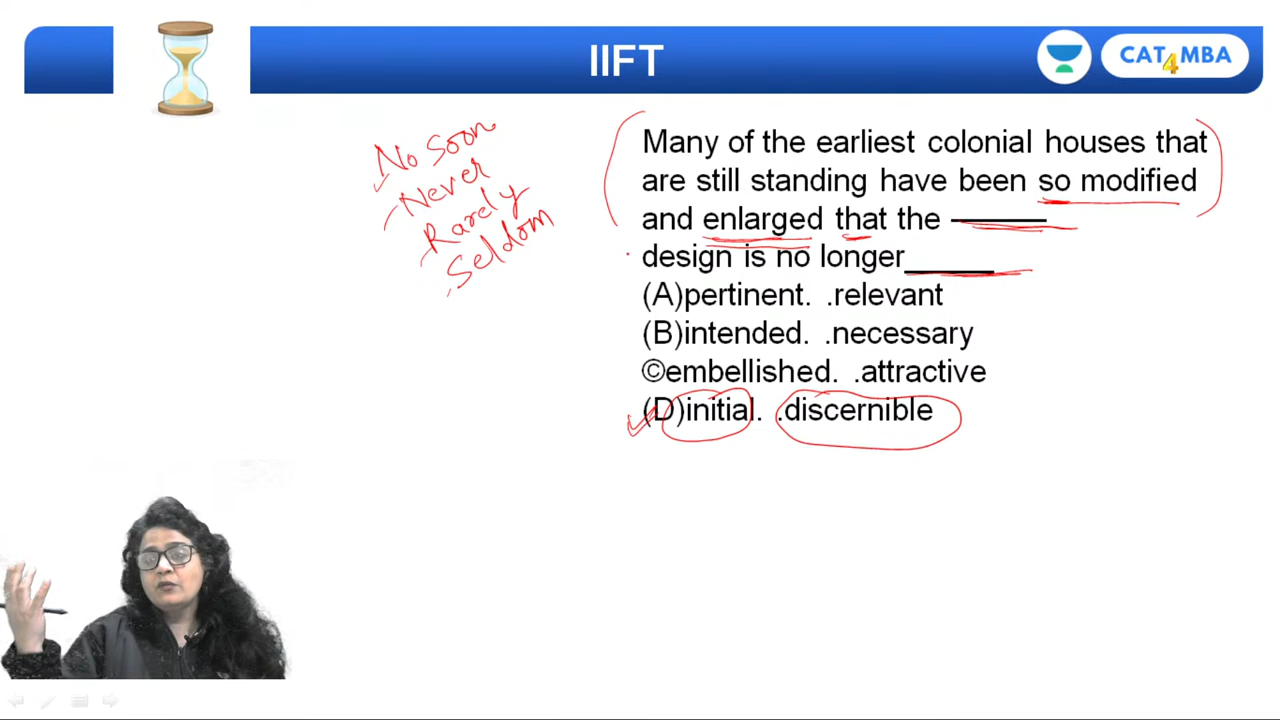 IIFT
CAT4MBA
No Soon
Never
Rarely
Seldom
Many of the earliest colonial houses that
are still standing have been so modified
and enlarged that the ______
design is no longer______
(A)pertinent. .relevant
(B)intended. .necessary
©embellished. .attractive
(D)initial. .discernible